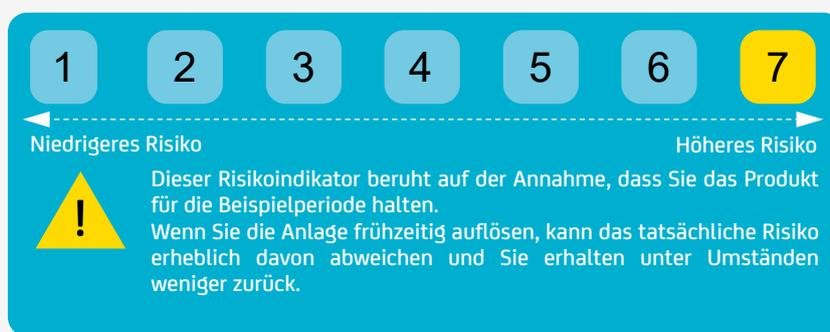 1 2 3 4 5 6 7
Niedrigeres Risiko Höheres Risiko
! Dieser Risikoindikator beruht auf der Annahme, dass Sie das Produkt
für die Beispielperiode halten.
Wenn Sie die Anlage frühzeitig auflösen, kann das tatsächliche Risiko
erheblich davon abweichen und Sie erhalten unter Umständen
weniger zurück.